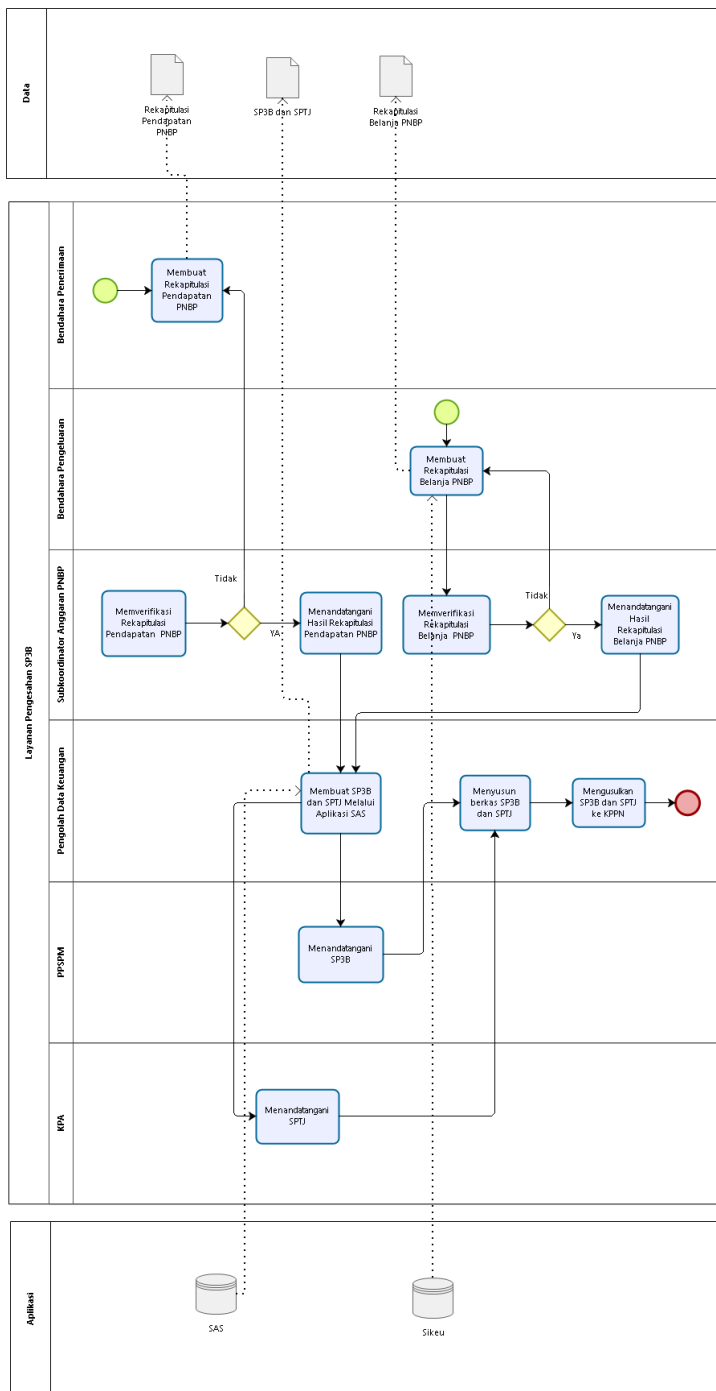 Data
Rekapitulasi
Pendapatan
PNBP
SP3B dan SPTJ
Rekapitulasi
Belanja PNBP
Layanan Pengesahan SP3B
Bendahara Penerimaan
Membuat
Rekapitulasi
Pendapatan
PNBP
Bendahara Pengeluaran
Membuat
Rekapitulasi
Belanja PNBP
Subkoordinator Anggaran PNBP
Memverifikasi
Rekapitulasi
Pendapatan PNBP
Tidak
YA
Menandatangani
Hasil Rekapitulasi
Pendapatan PNBP
Memverifikasi
Rekapitulasi
Belanja PNBP
Tidak
Ya
Menandatangani
Hasil
Rekapitulasi
Belanja PNBP
Pengolah Data Keuangan
Membuat SP3B
dan SPTJ Melalui
Aplikasi SAS
Menyusun
berkas SP3B
dan SPTJ
Mengusulkan
SP3B dan SPTJ
ke KPPN
PPSPM
Menandatangani
SP3B
KPA
Menandatangani
SPTJ
Aplikasi
SAS
Sikeu